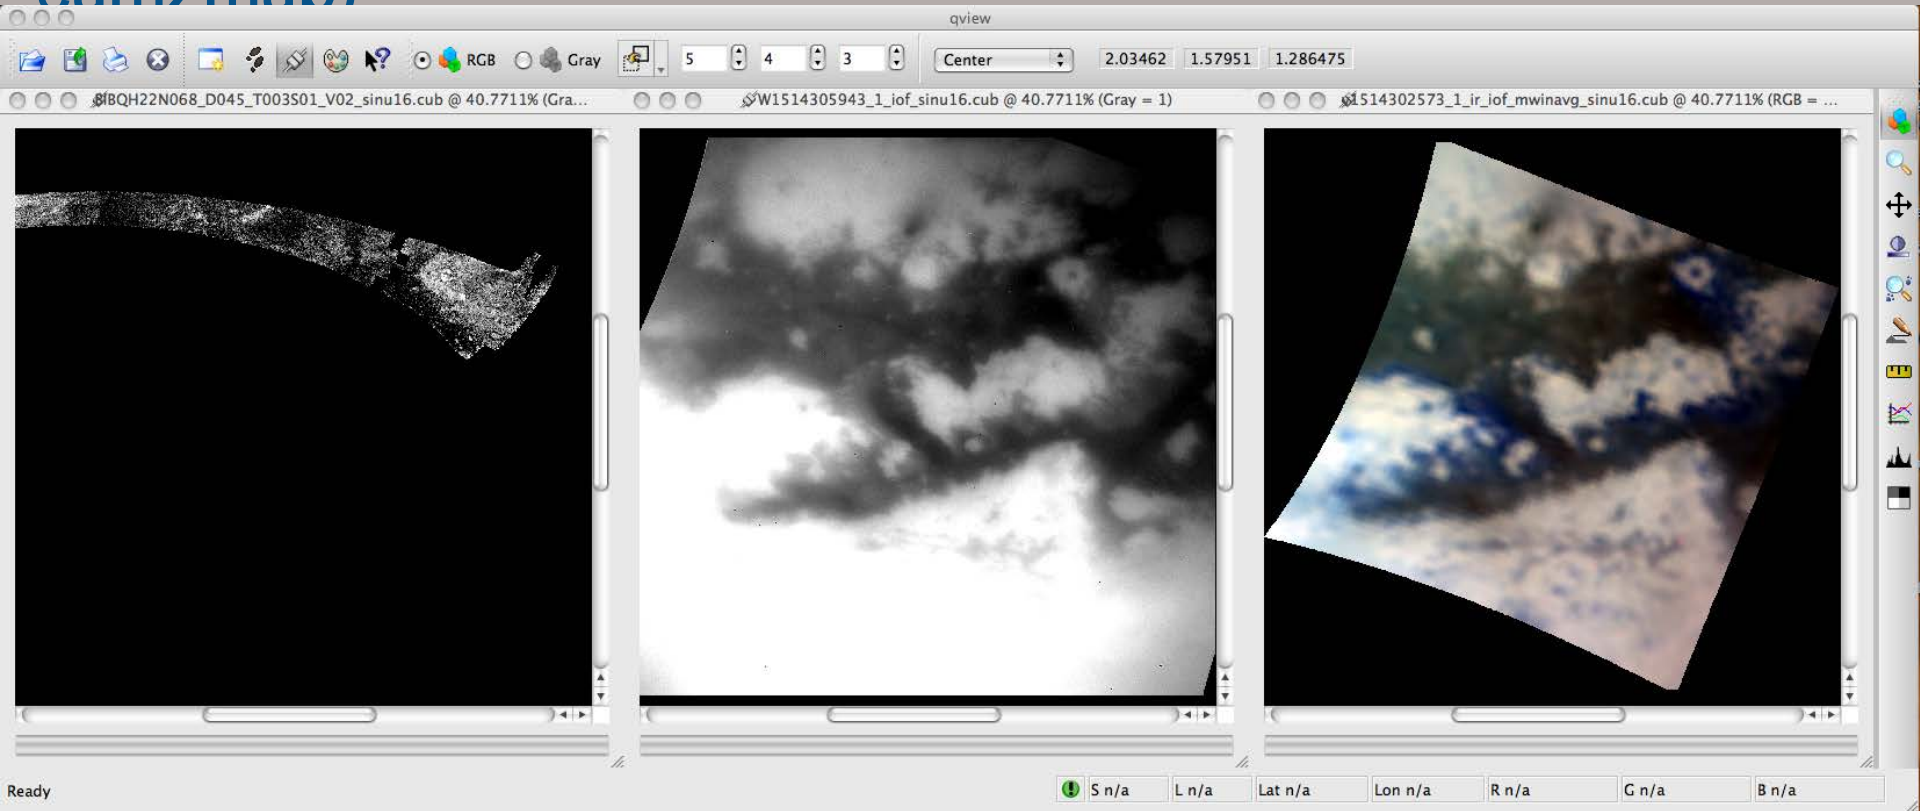 qview
RGB Gray 5 4 3 Center 2.03462 1.57951 1.286475
BQH22N068_D045_T003S01_V02_sinu16.cub @ 40.7711% (Gra...
W1514305943_1_iof_sinu16.cub @ 40.7711% (Gray = 1)
1514302573_1_ir_iof_mwinavg_sinu16.cub @ 40.7711% (RGB = ...
Ready S n/a L n/a Lat n/a Lon n/a R n/a G n/a B n/a